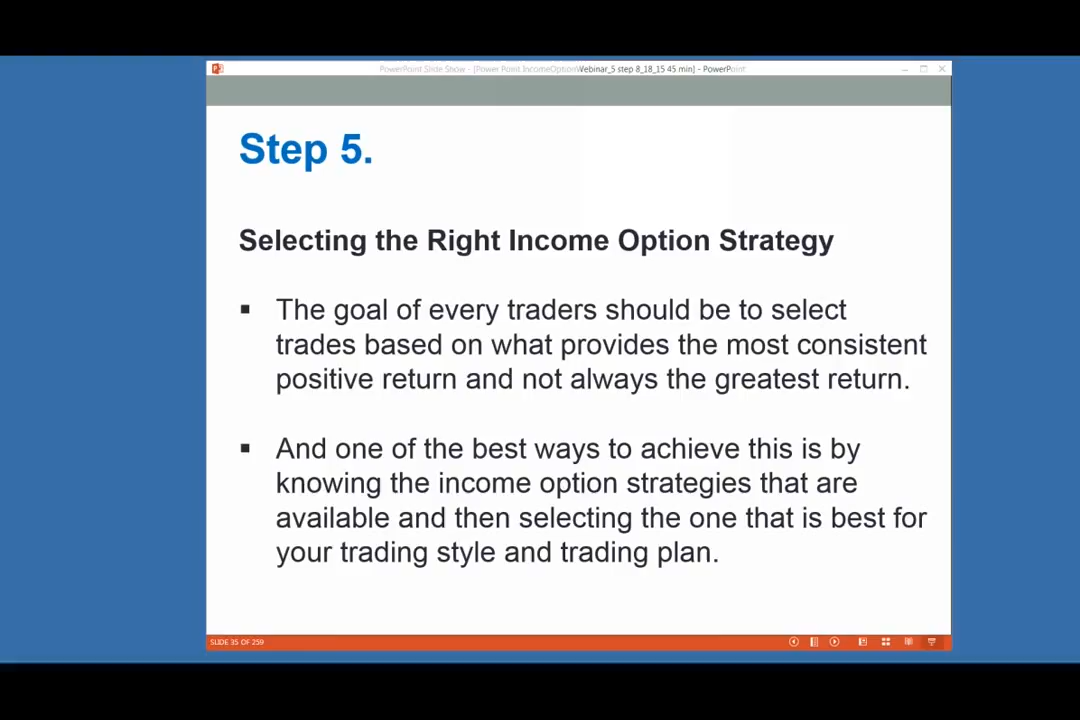 PowerPoint Slide Show - [Power Point IncomeOptionWebinar_5 step 8_18_15 45 min] - PowerPoint
Step 5.
Selecting the Right Income Option Strategy
▪ The goal of every traders should be to select
trades based on what provides the most consistent
positive return and not always the greatest return.
▪ And one of the best ways to achieve this is by
knowing the income option strategies that are
available and then selecting the one that is best for
your trading style and trading plan.
SLIDE 35 OF 259